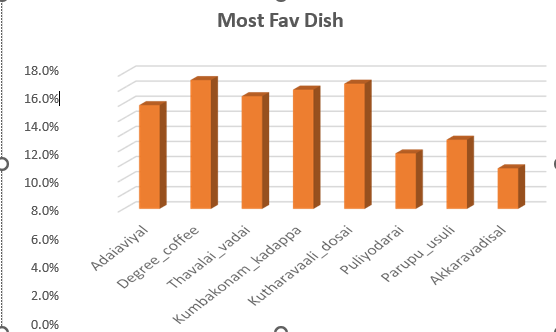 Most Fav Dish
18.0%
16.0%
14.0%
12.0%
10.0%
8.0%
6.0%
4.0%
2.0%
0.0%
Adaiaviyal
Degree_coffee
Thavalai_vadai
Kumbakonam_kadappa
Kutharavaali_dosai
Puliyodarai
Parupu_usuli
Akkaravadisal